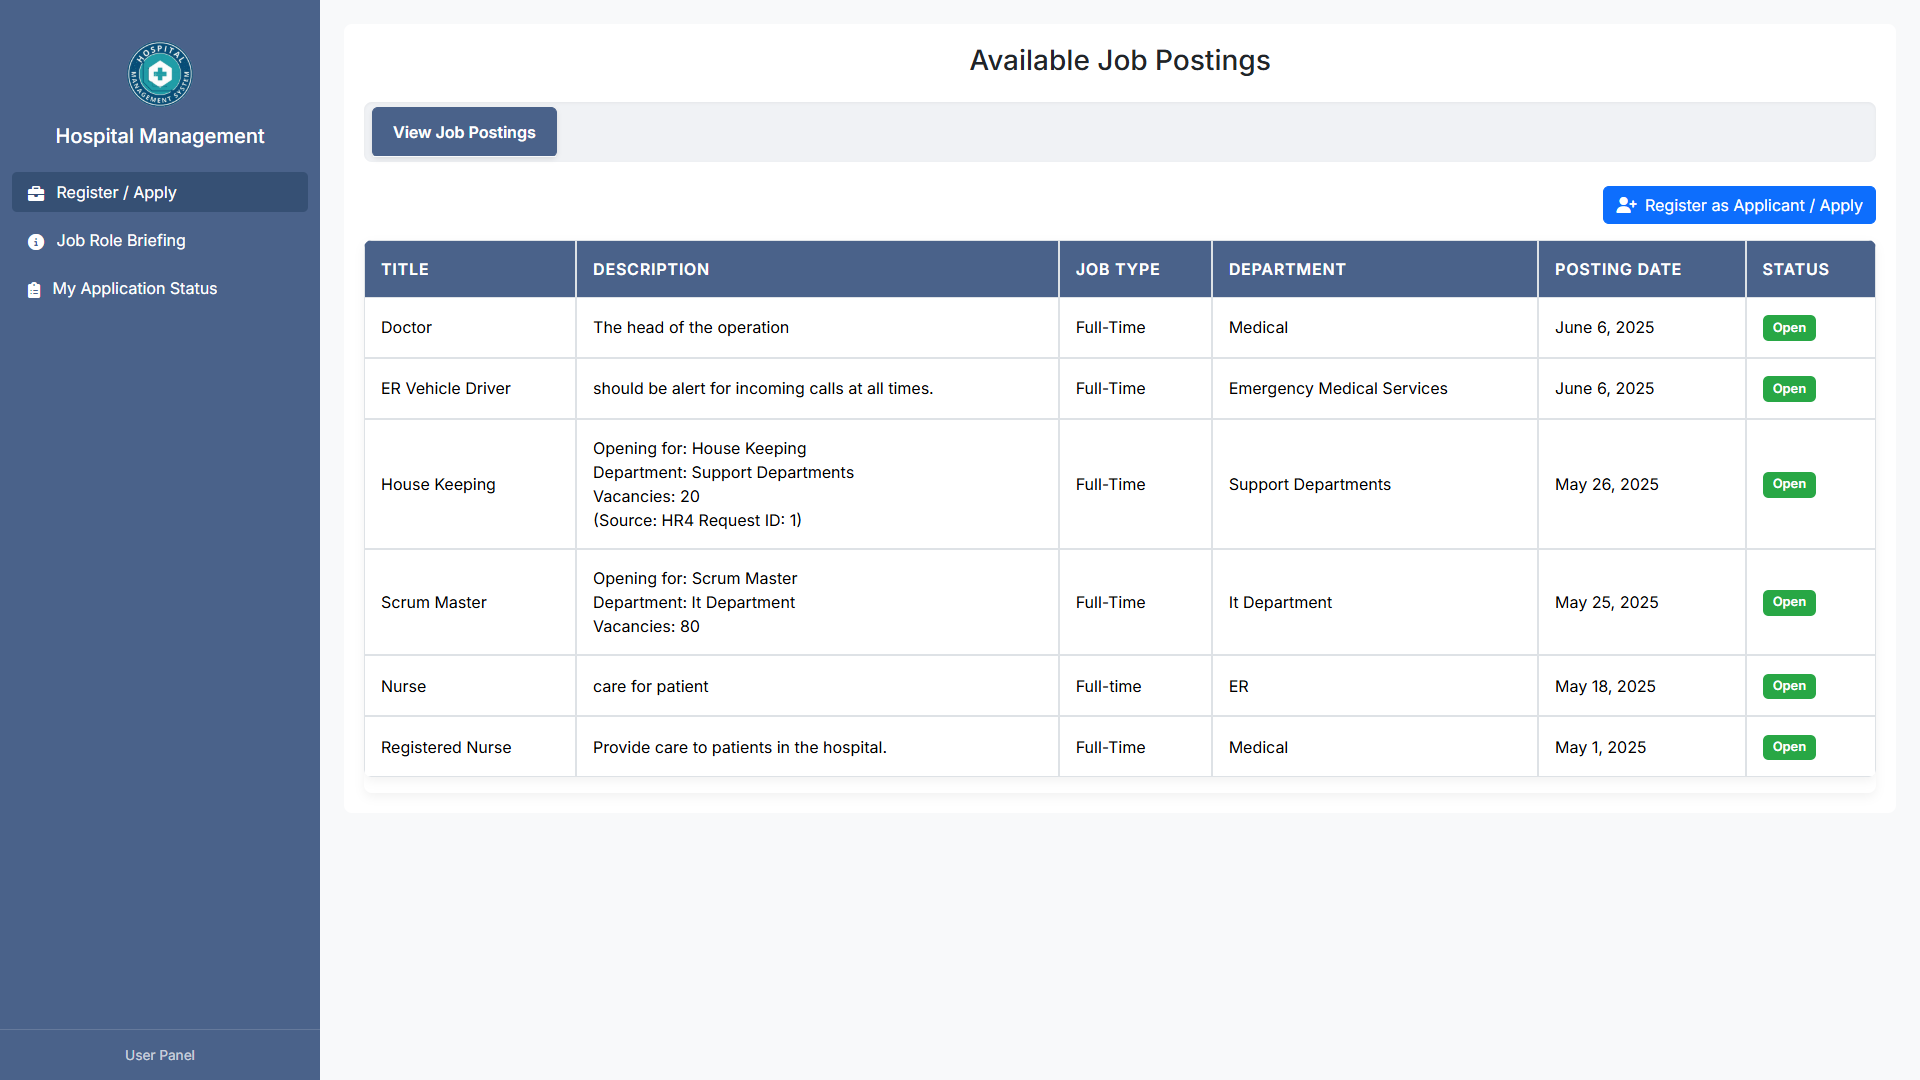 HOSPITAL
MANAGEMENT SYSTEM
Hospital Management
Register / Apply
Job Role Briefing
My Application Status
User Panel
Available Job Postings
View Job Postings
Register as Applicant / Apply
TITLE DESCRIPTION JOB TYPE DEPARTMENT POSTING DATE STATUS
Doctor The head of the operation Full-Time Medical June 6, 2025 Open
ER Vehicle Driver should be alert for incoming calls at all times. Full-Time Emergency Medical Services June 6, 2025 Open
House Keeping
Opening for: House Keeping
Department: Support Departments
Vacancies: 20
(Source: HR4 Request ID: 1)
Full-Time Support Departments May 26, 2025 Open
Scrum Master
Opening for: Scrum Master
Department: It Department
Vacancies: 80
Full-Time It Department May 25, 2025 Open
Nurse care for patient Full-time ER May 18, 2025 Open
Registered Nurse Provide care to patients in the hospital. Full-Time Medical May 1, 2025 Open